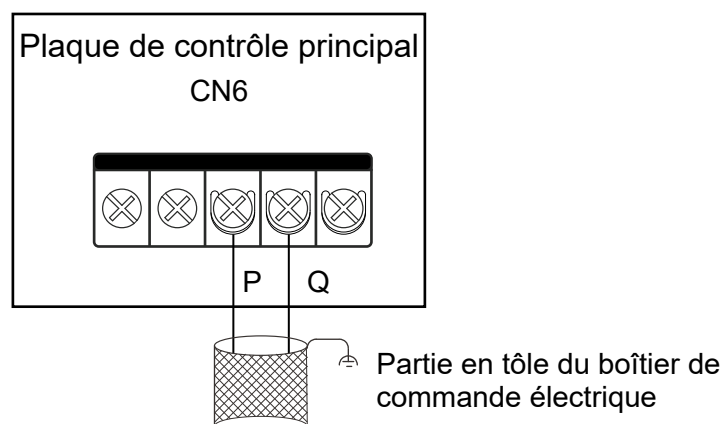 Plaque de contrôle principal
CN6
P Q
Partie en tôle du boîtier de
commande électrique